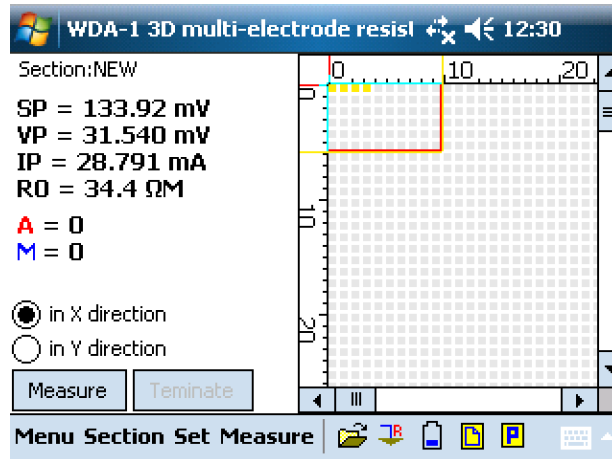 WDA-1 3D multi-electrode resist 12:30
Section:NEW
SP = 133.92 mV
VP = 31.540 mV
IP = 28.791 mA
R0 = 34.4 ΩM
A = 0
M = 0
in X direction
in Y direction
Measure Teminate
0 10 20
0
10
20
Menu Section Set Measure R P